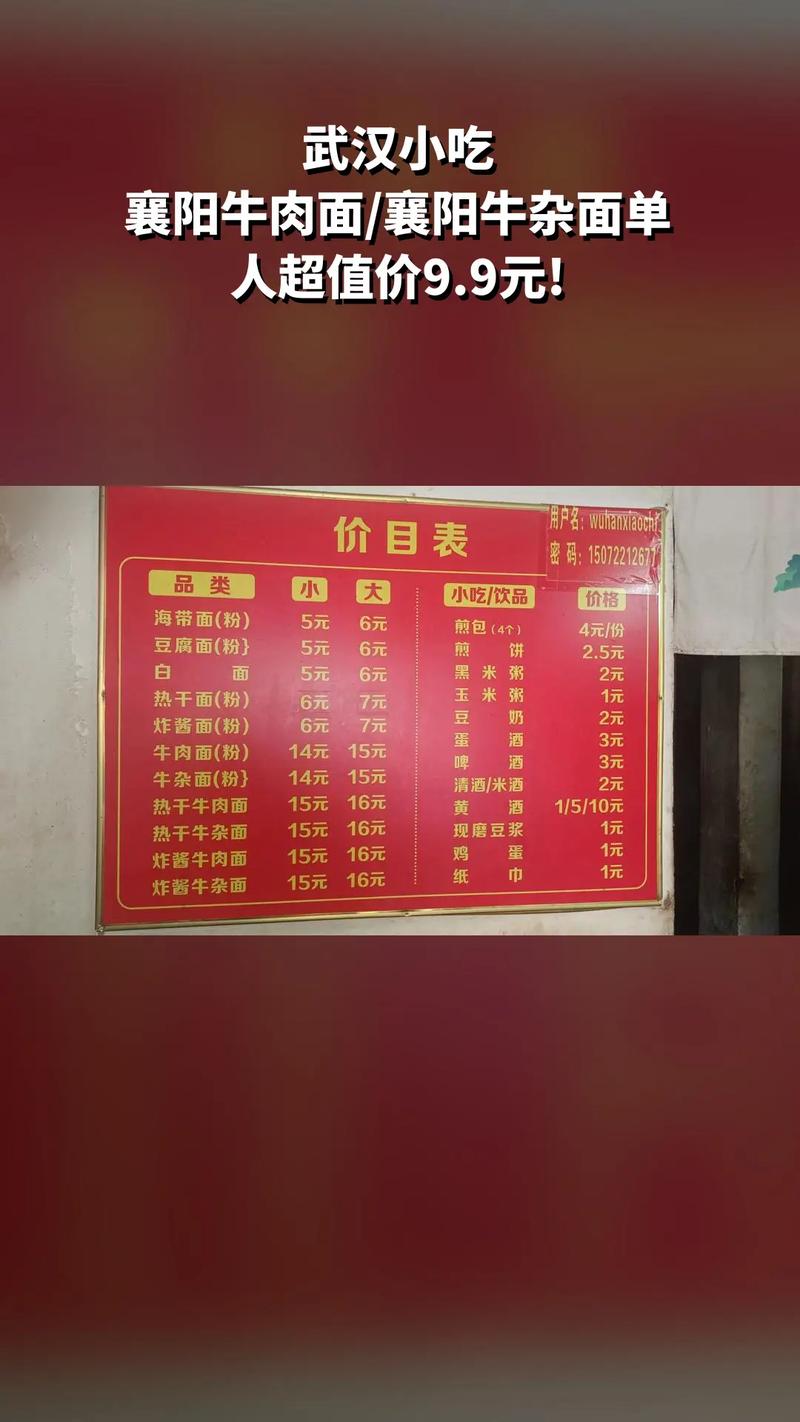 武汉小吃
襄阳牛肉面/襄阳牛杂面单
人超值价9.9元!
价目表
用户名：wuhanxiaochi
密 码：15072212677
品 类 小 大
海带面(粉) 5元 6元
豆腐面(粉} 5元 6元
白 面 5元 6元
热干面(粉) 6元 7元
炸酱面(粉) 6元 7元
牛肉面(粉) 14元 15元
牛杂面(粉} 14元 15元
热干牛肉面 15元 16元
热干牛杂面 15元 16元
炸酱牛肉面 15元 16元
炸酱牛杂面 15元 16元
小吃/饮品 价格
煎包(4个) 4元/份
煎 饼 2.5元
黑 米 粥 2元
玉 米 粥 1元
豆 奶 2元
蛋 酒 3元
啤 酒 3元
清酒/米酒 2元
黄 酒 1/5/10元
现磨豆浆 1元
鸡 蛋 1元
纸 巾 1元